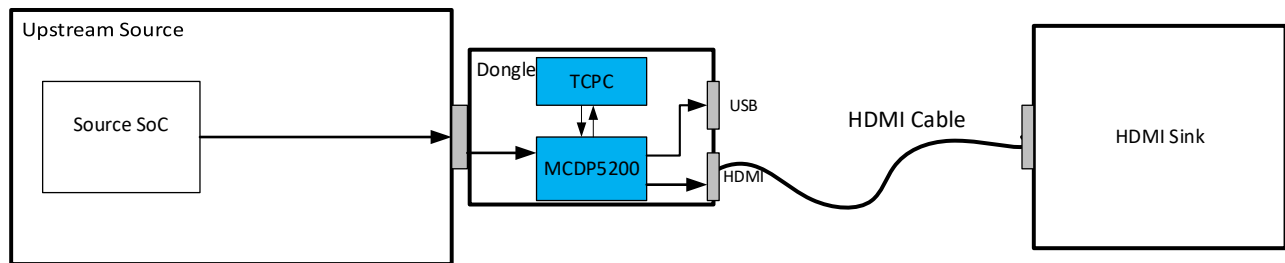 Upstream Source
Source SoC
Dongle
TCPC
MCDP5200
USB
HDMI
HDMI Cable
HDMI Sink